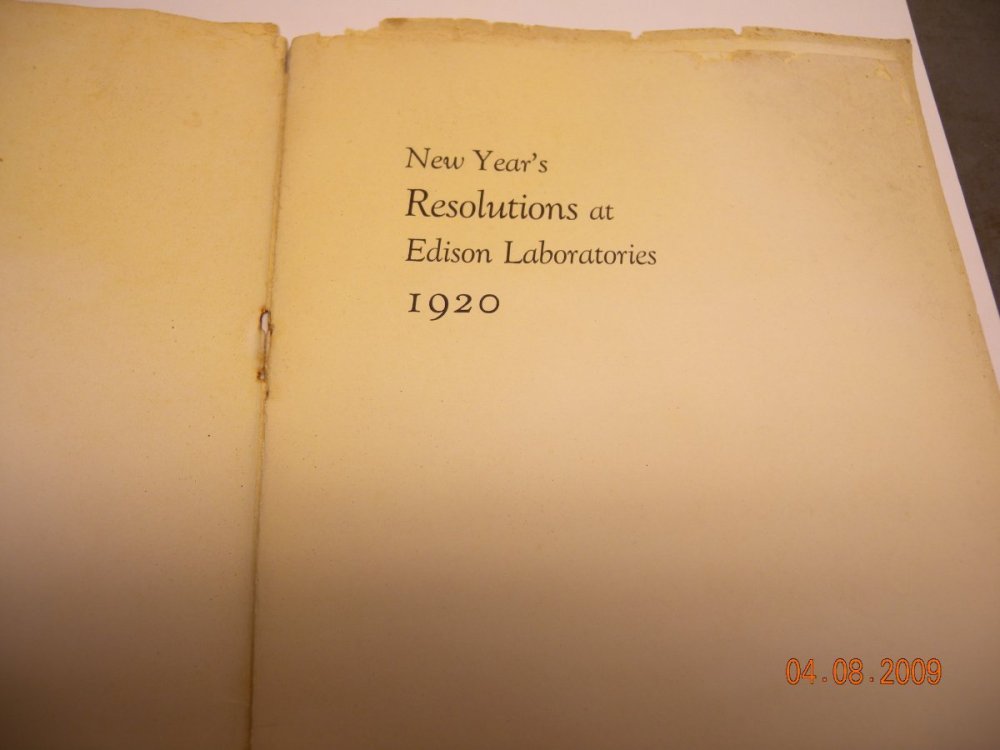 New Year's
Resolutions at
Edison Laboratories
1920
04.08.2009